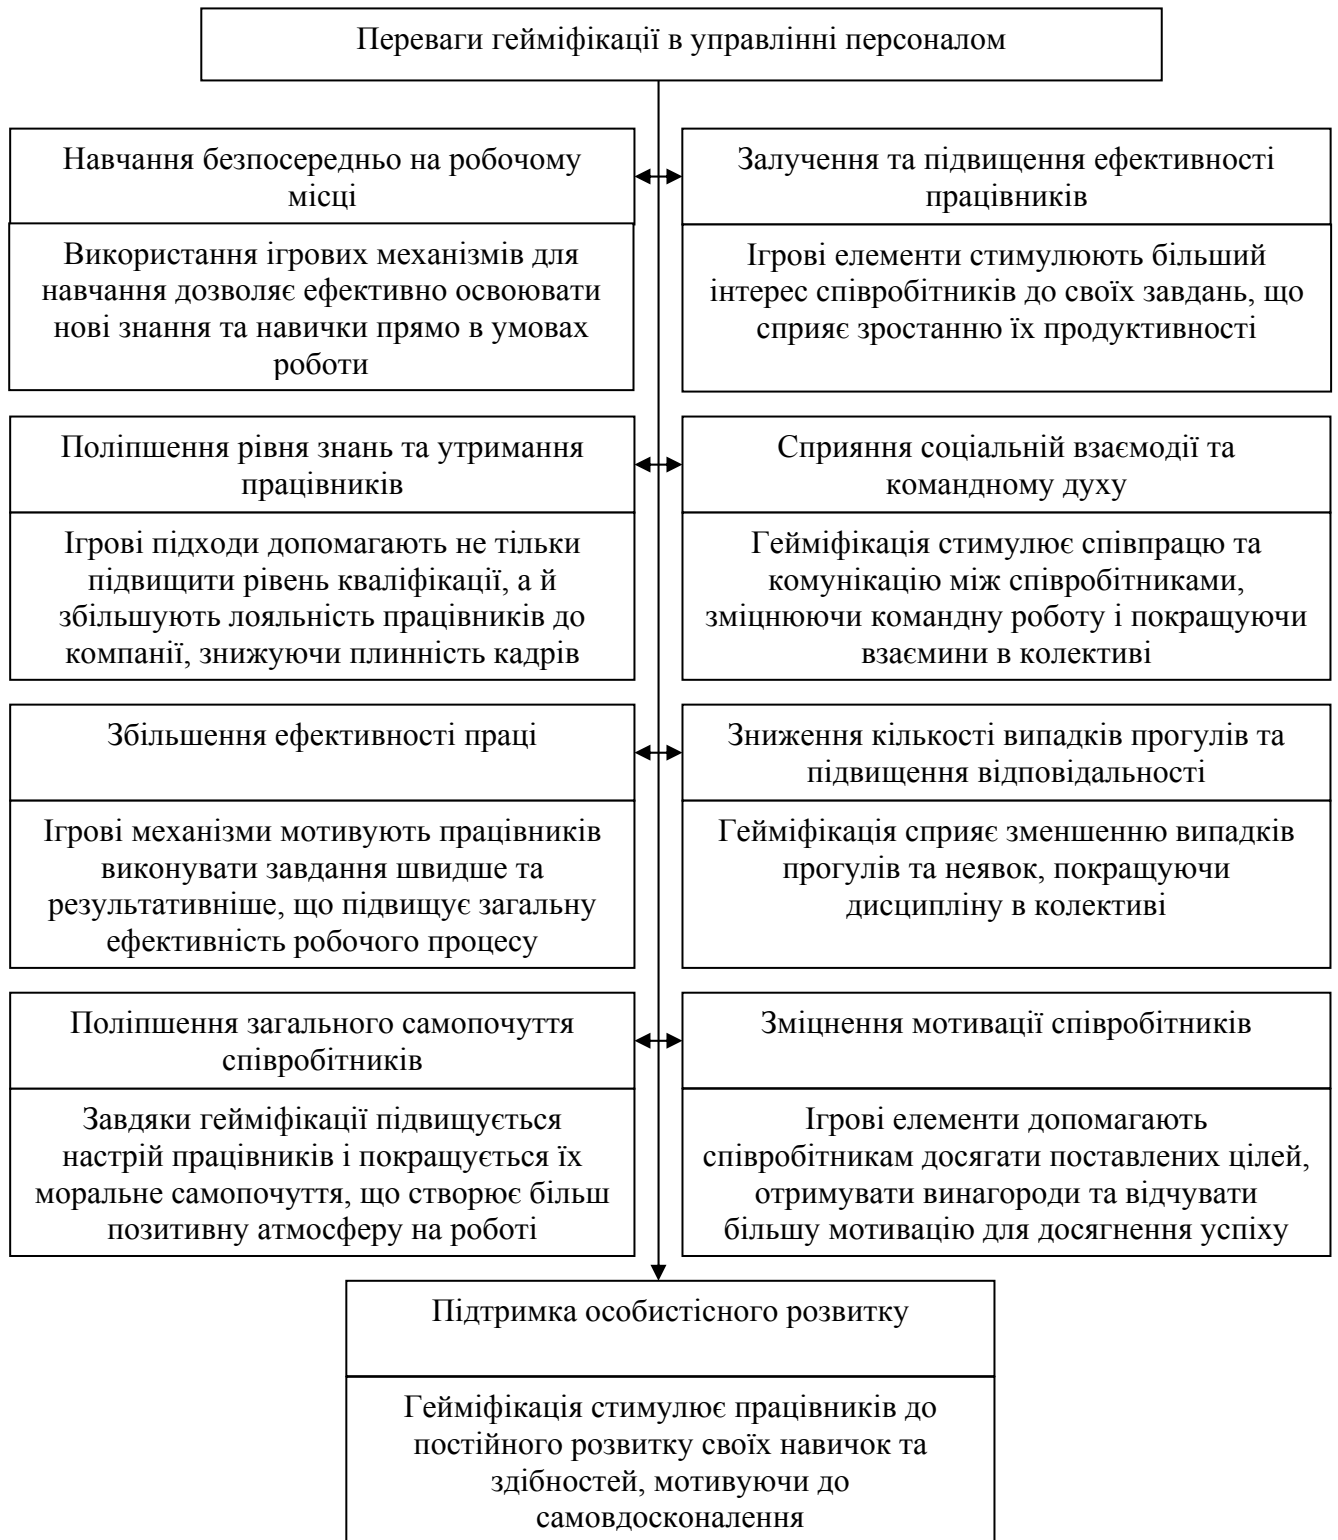 Переваги гейміфікації в управлінні персоналом
Навчання безпосередньо на робочому
місці
Використання ігрових механізмів для
навчання дозволяє ефективно освоювати
нові знання та навички прямо в умовах
роботи
Залучення та підвищення ефективності
працівників
Ігрові елементи стимулюють більший
інтерес співробітників до своїх завдань, що
сприяє зростанню їх продуктивності
Поліпшення рівня знань та утримання
працівників
Ігрові підходи допомагають не тільки
підвищити рівень кваліфікації, а й
збільшують лояльність працівників до
компанії, знижуючи плинність кадрів
Сприяння соціальній взаємодії та
командному духу
Гейміфікація стимулює співпрацю та
комунікацію між співробітниками,
зміцнюючи командну роботу і покращуючи
взаємини в колективі
Збільшення ефективності праці
Ігрові механізми мотивують працівників
виконувати завдання швидше та
результативніше, що підвищує загальну
ефективність робочого процесу
Зниження кількості випадків прогулів та
підвищення відповідальності
Гейміфікація сприяє зменшенню випадків
прогулів та неявок, покращуючи
дисципліну в колективі
Поліпшення загального самопочуття
співробітників
Завдяки гейміфікації підвищується
настрій працівників і покращується їх
моральне самопочуття, що створює більш
позитивну атмосферу на роботі
Зміцнення мотивації співробітників
Ігрові елементи допомагають
співробітникам досягати поставлених цілей,
отримувати винагороди та відчувати
більшу мотивацію для досягнення успіху
Підтримка особистісного розвитку
Гейміфікація стимулює працівників до
постійного розвитку своїх навичок та
здібностей, мотивуючи до
самовдосконалення